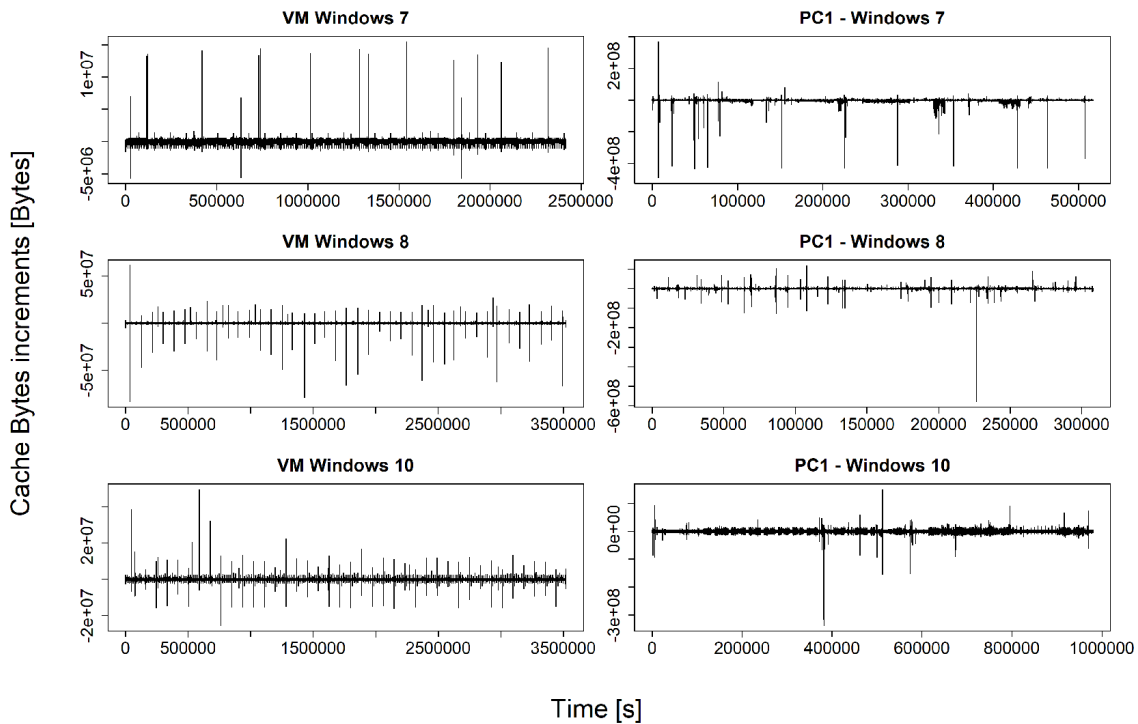 VM Windows 7
PC1 - Windows 7
1e+07
-5e+06
0 500000 1000000 1500000 2000000 2500000
2e+08
-4e+08
0 100000 200000 300000 400000 500000
VM Windows 8
PC1 - Windows 8
5e+07
-5e+07
0 500000 1500000 2500000 3500000
-2e+08
-6e+08
0 50000 100000 150000 200000 250000 300000
VM Windows 10
PC1 - Windows 10
2e+07
-2e+07
0 500000 1500000 2500000 3500000
0e+00
-3e+08
0 200000 400000 600000 800000 1000000
Cache Bytes increments [Bytes]
Time [s]